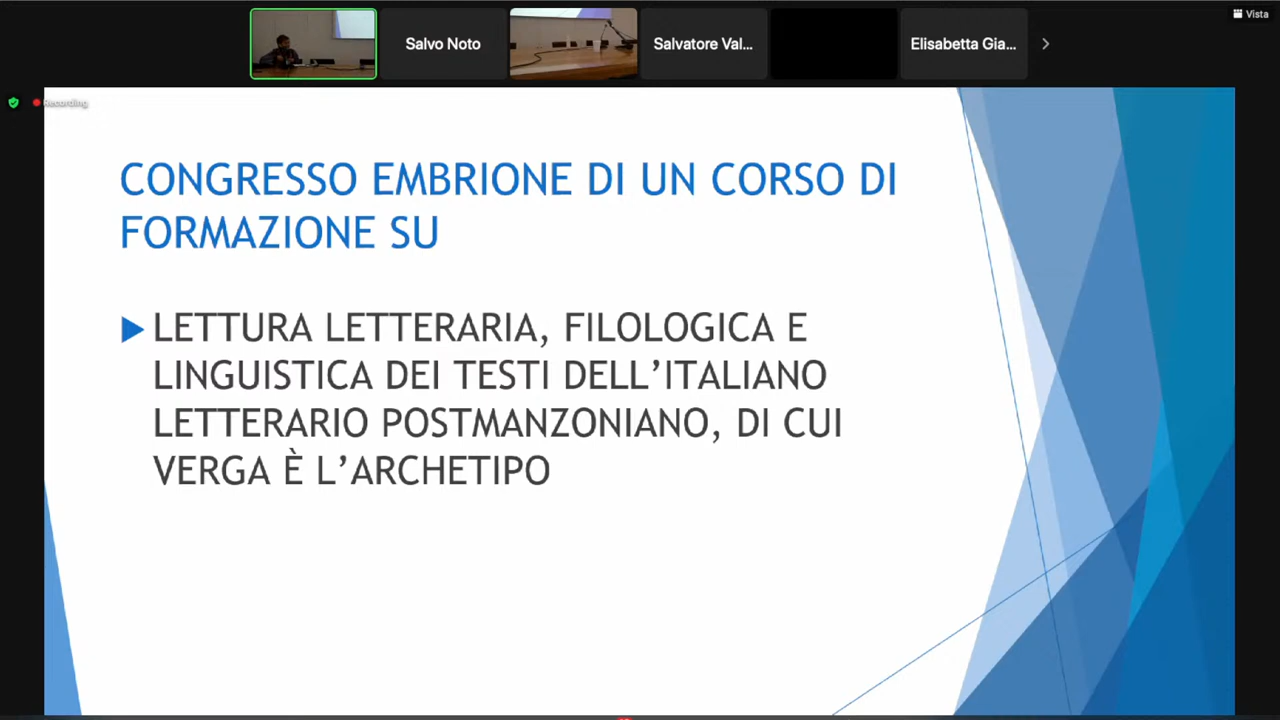 Vista
Salvo Noto
Salvatore Val...
Elisabetta Gia...
Recording
CONGRESSO EMBRIONE DI UN CORSO DI
FORMAZIONE SU
LETTURA LETTERARIA, FILOLOGICA E
LINGUISTICA DEI TESTI DELL’ITALIANO
LETTERARIO POSTMANZONIANO, DI CUI
VERGA È L’ARCHETIPO